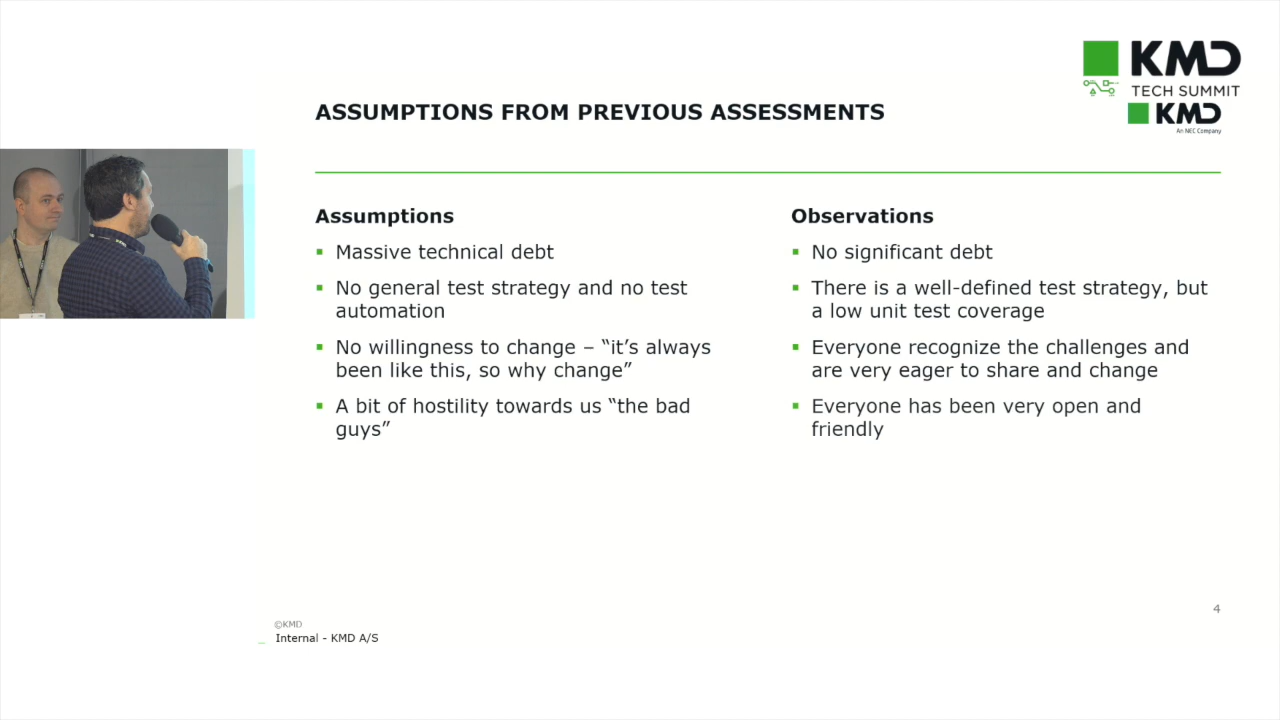 KMD
TECH SUMMIT
KMD
An NEC Company
ASSUMPTIONS FROM PREVIOUS ASSESSMENTS
Assumptions
Massive technical debt
No general test strategy and no test
automation
No willingness to change – “it’s always
been like this, so why change”
A bit of hostility towards us “the bad
guys”
Observations
No significant debt
There is a well-defined test strategy, but
a low unit test coverage
Everyone recognize the challenges and
are very eager to share and change
Everyone has been very open and
friendly
4
©KMD
Internal - KMD A/S